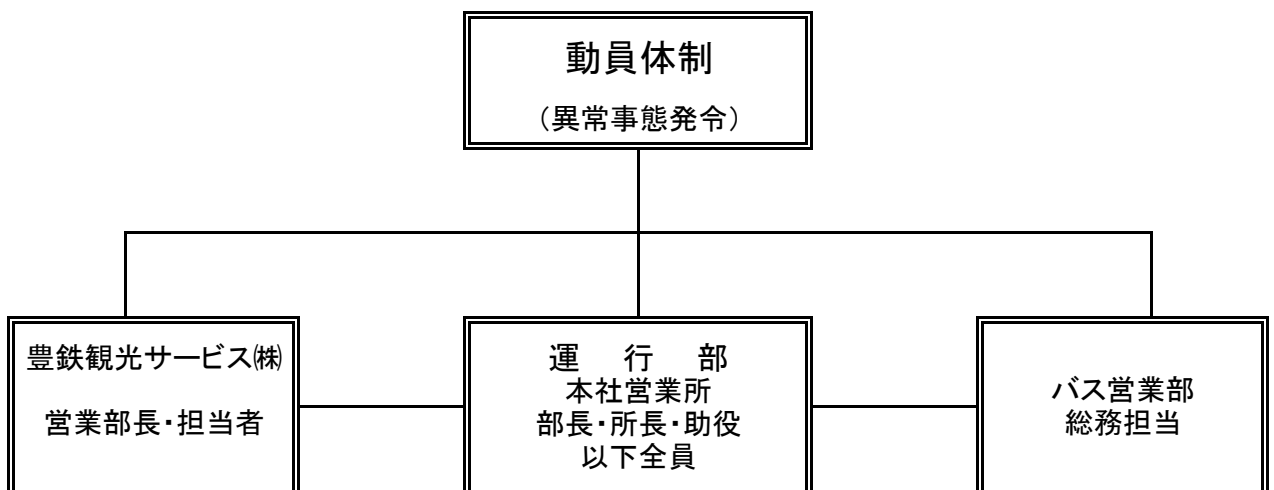 動員体制
（異常事態発令）
豊鉄観光サービス㈱
営業部長・担当者
運　行　部
本社営業所
部長・所長・助役
以下全員
バス営業部
総務担当